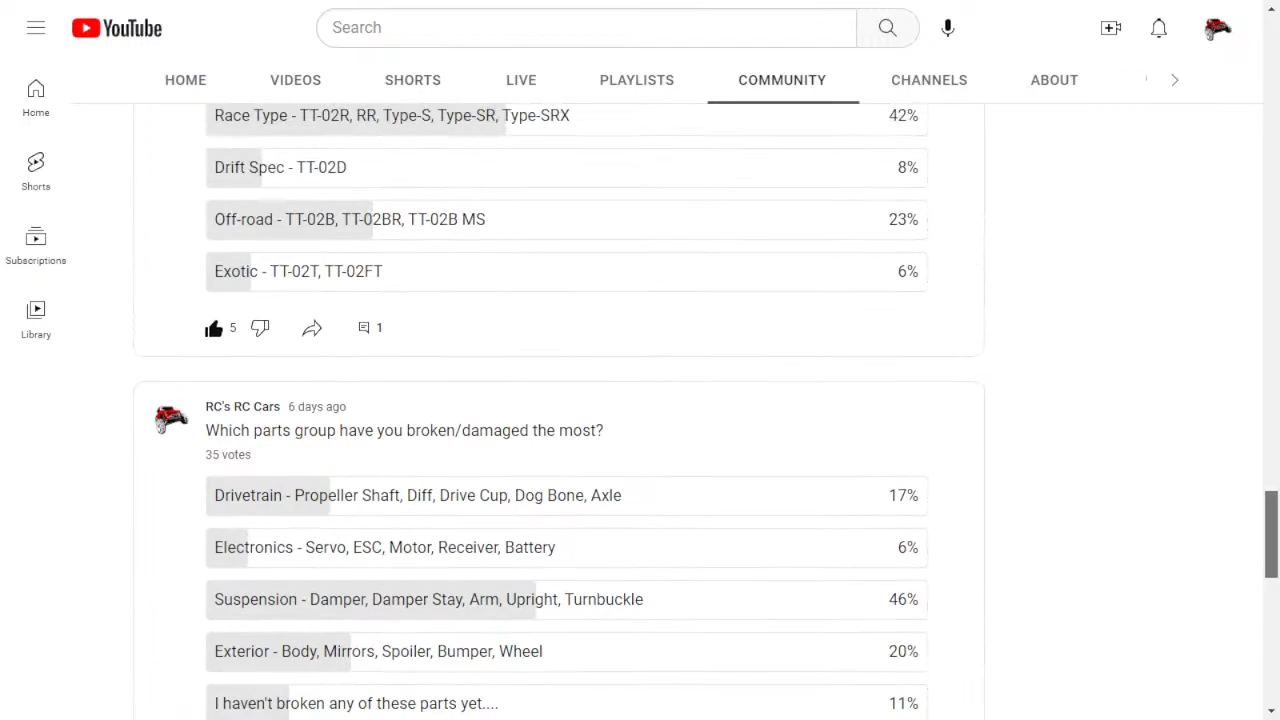 YouTube
Search
HOME VIDEOS SHORTS LIVE PLAYLISTS COMMUNITY CHANNELS ABOUT
Home
Shorts
Subscriptions
Library
Race Type - TT-02R, RR, Type-S, Type-SR, Type-SRX 42%
Drift Spec - TT-02D 8%
Off-road - TT-02B, TT-02BR, TT-02B MS 23%
Exotic - TT-02T, TT-02FT 6%
5 1
RC's RC Cars 6 days ago
Which parts group have you broken/damaged the most?
35 votes
Drivetrain - Propeller Shaft, Diff, Drive Cup, Dog Bone, Axle 17%
Electronics - Servo, ESC, Motor, Receiver, Battery 6%
Suspension - Damper, Damper Stay, Arm, Upright, Turnbuckle 46%
Exterior - Body, Mirrors, Spoiler, Bumper, Wheel 20%
I haven't broken any of these parts yet.... 11%